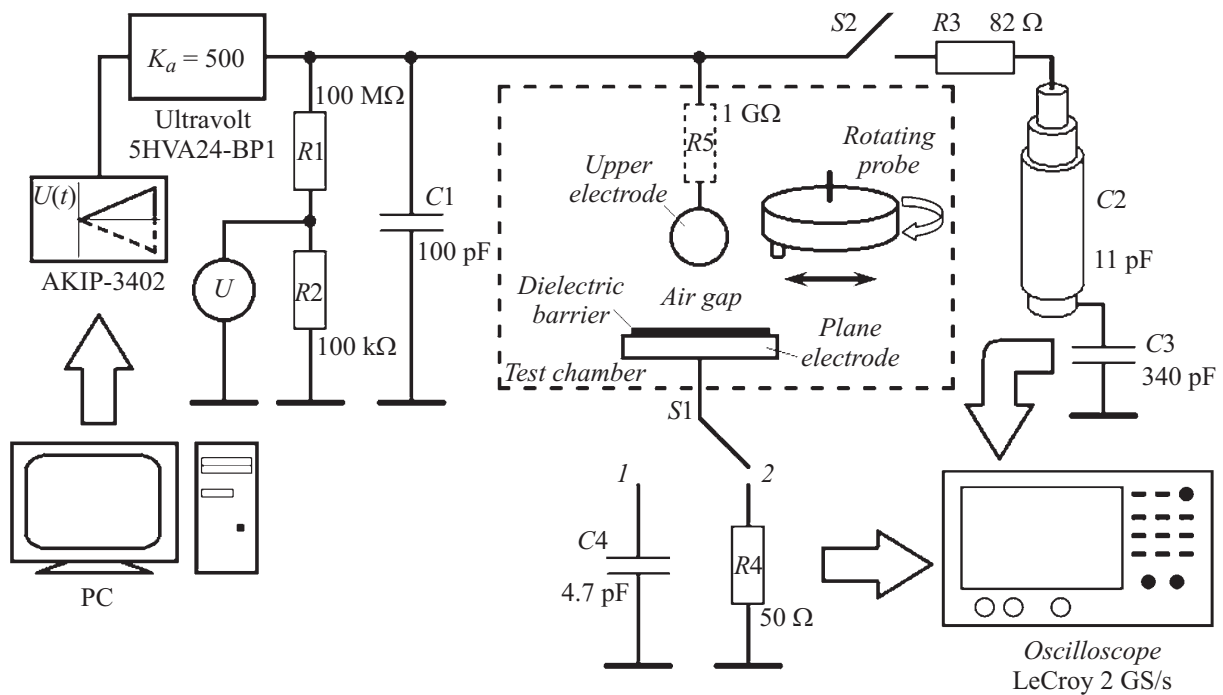 K_a = 500
Ultravolt
5HVA24-BP1
U(t)
AKIP-3402
PC
100 MΩ
R1
U
R2
100 kΩ
C1
100 pF
1 GΩ
R5
Upper
electrode
Rotating
probe
Dielectric
barrier
Air gap
Plane
electrode
Test chamber
S1
1
2
C4
4.7 pF
R4
50 Ω
S2
R3
82 Ω
C2
11 pF
C3
340 pF
Oscilloscope
LeCroy 2 GS/s